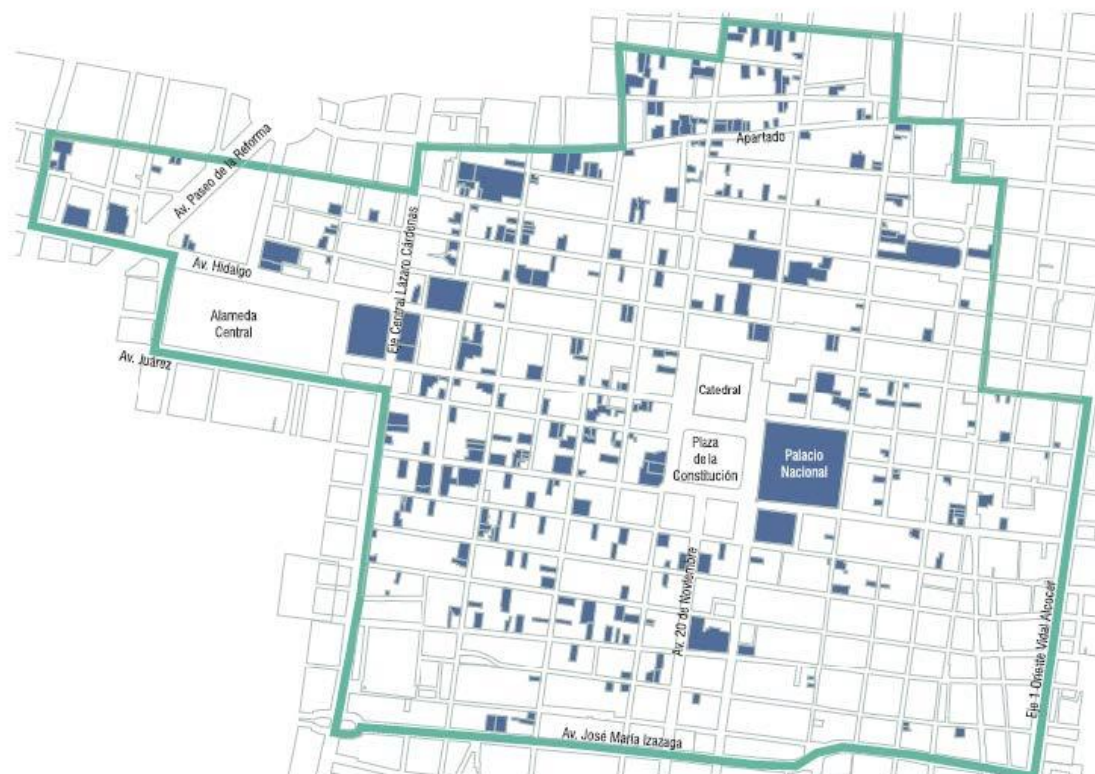 Apartado
Av. Paseo de la Reforma
Av. Hidalgo
Eje Central Lázaro Cárdenas
Alameda
Central
Av. Juárez
Catedral
Plaza
de la
Constitución
Palacio
Nacional
Av. 20 de Noviembre
Eje 1 Oriente Vidal Alcocer
Av. José María Izazaga